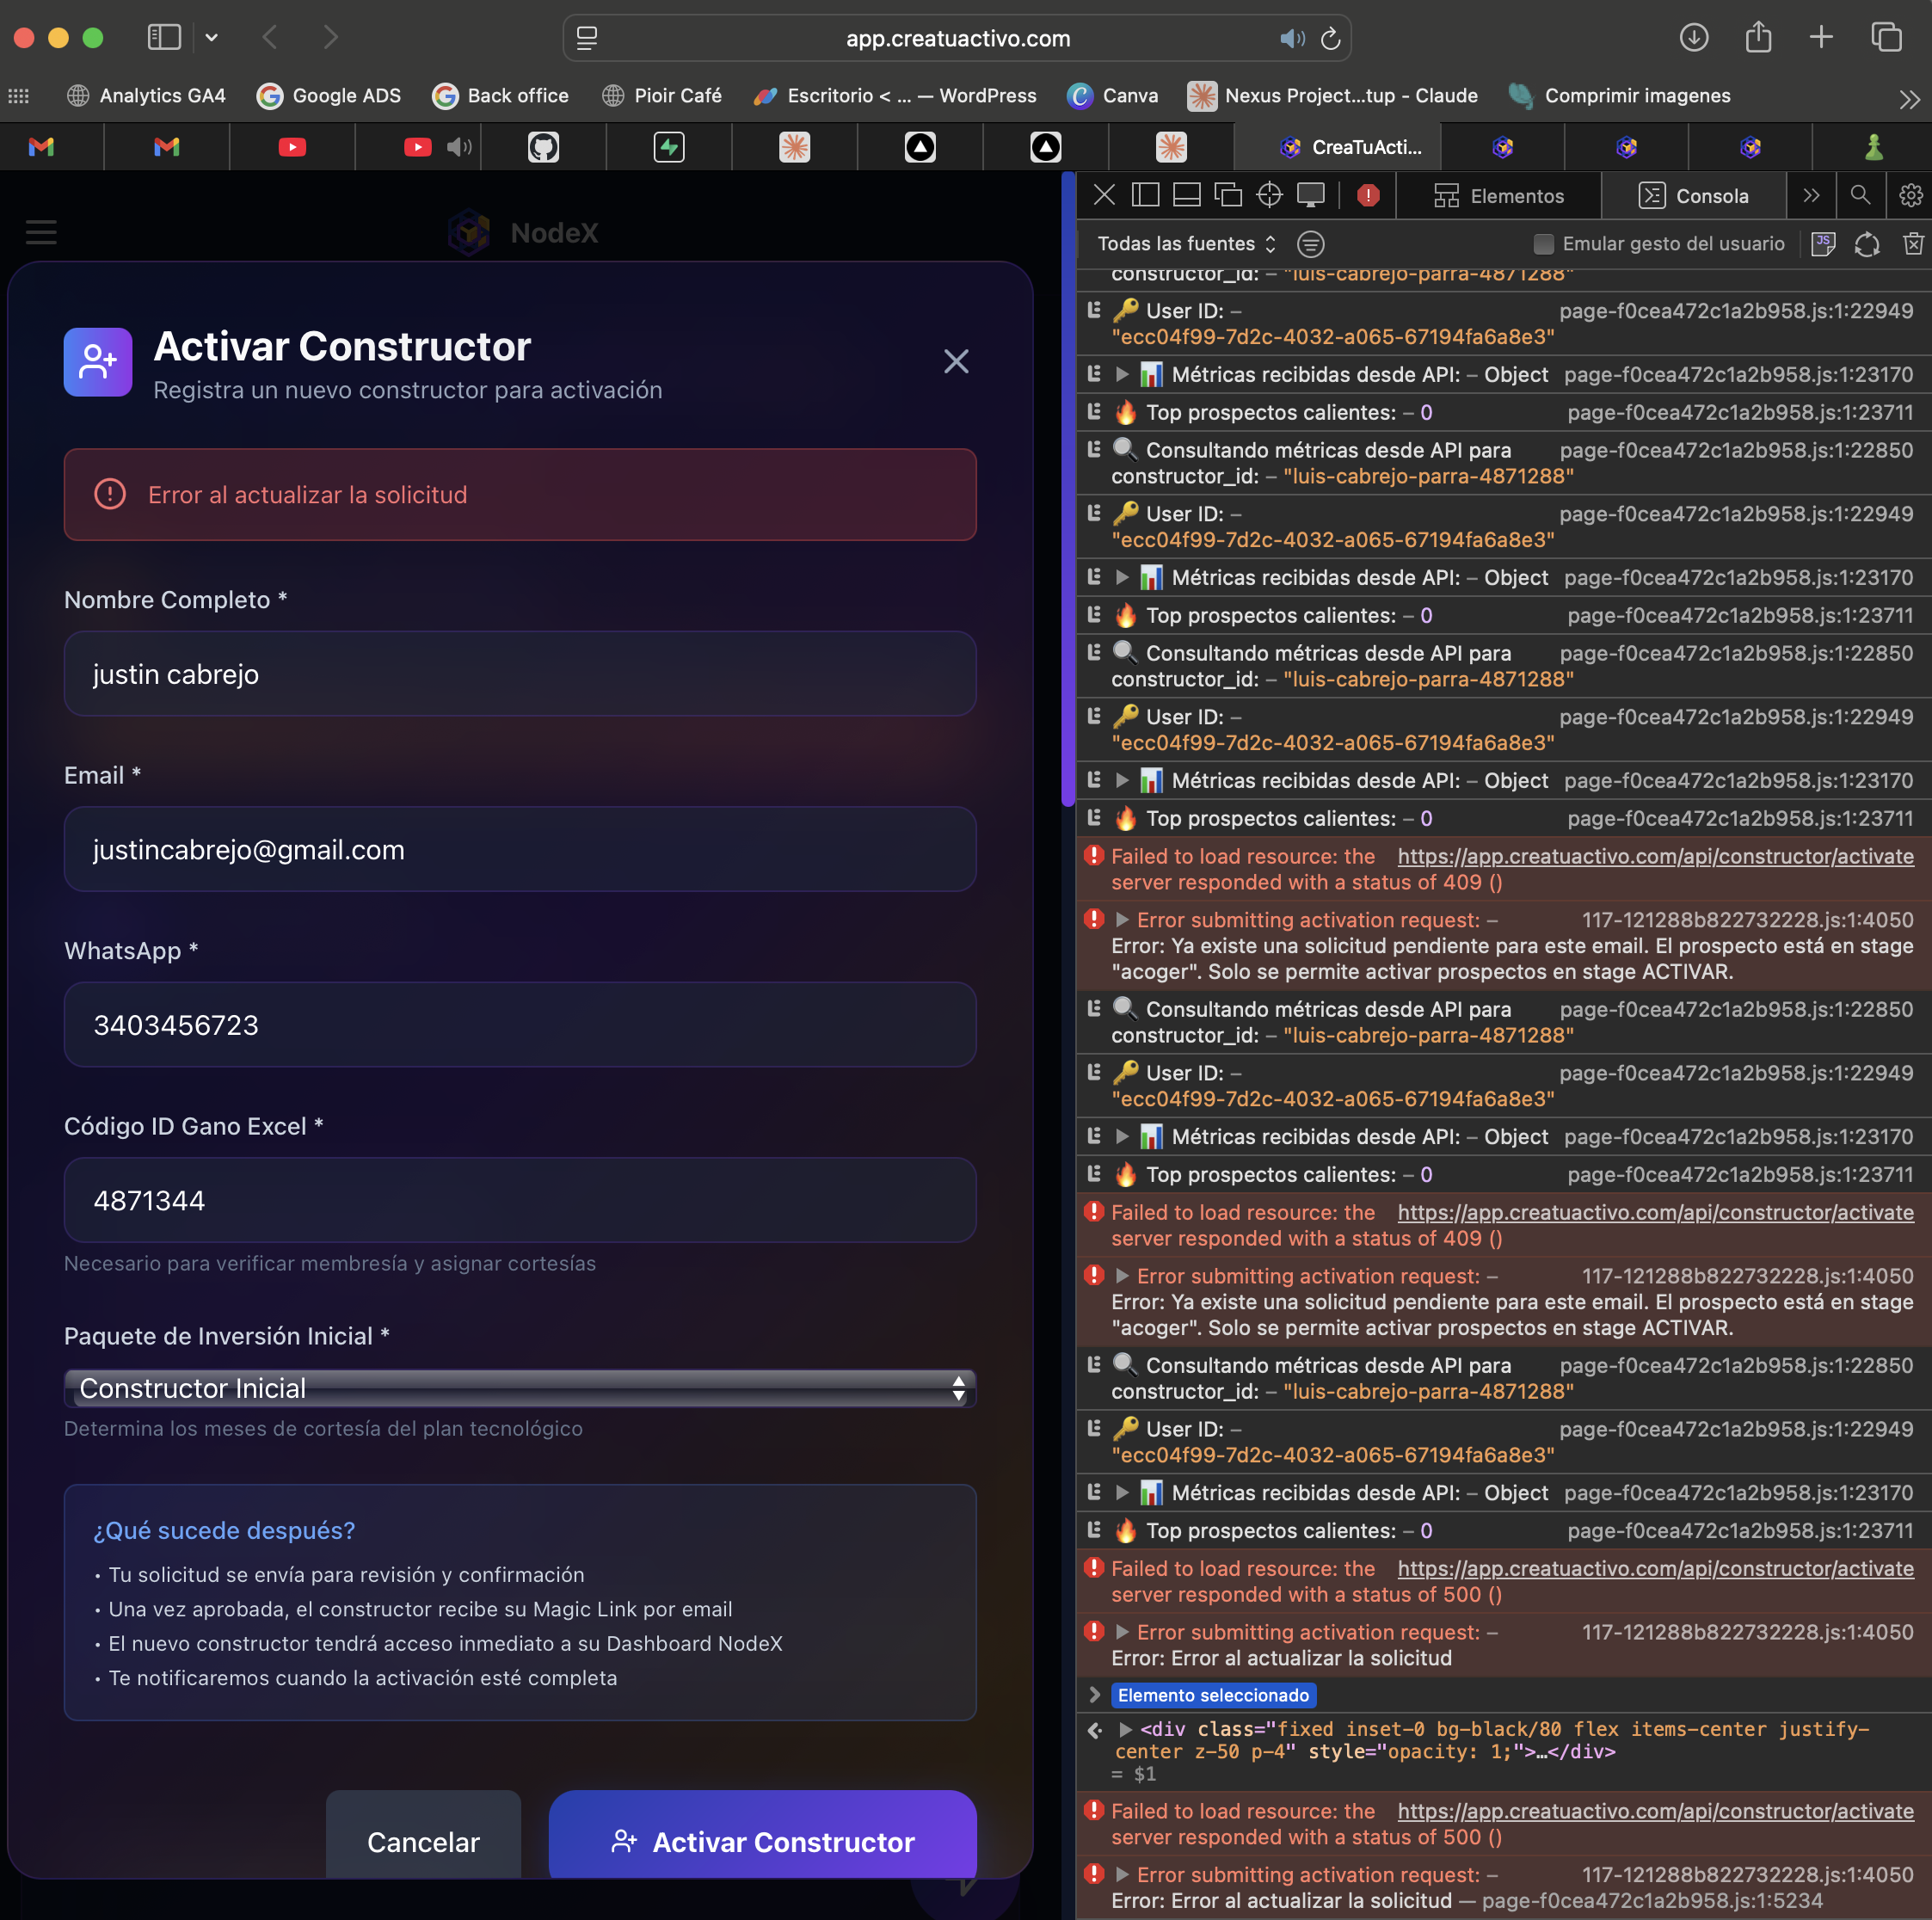 app.creatuactivo.com
Analytics GA4
Google ADS
Back office
Pioir Café
Escritorio < ... — WordPress
Canva
Nexus Project...tup - Claude
Comprimir imagenes
CreaTuActi...
NodeX
Activar Constructor
Registra un nuevo constructor para activación
Error al actualizar la solicitud
Nombre Completo *
justin cabrejo
Email *
justincabrejo@gmail.com
WhatsApp *
3403456723
Código ID Gano Excel *
4871344
Necesario para verificar membresía y asignar cortesías
Paquete de Inversión Inicial *
Constructor Inicial
Determina los meses de cortesía del plan tecnológico
¿Qué sucede después?
• Tu solicitud se envía para revisión y confirmación
• Una vez aprobada, el constructor recibe su Magic Link por email
• El nuevo constructor tendrá acceso inmediato a su Dashboard NodeX
• Te notificaremos cuando la activación esté completa
Cancelar
Activar Constructor
Elementos
Consola
Todas las fuentes
Emular gesto del usuario
JS
constructor_id: – "luis-cabrejo-parra-4871288"
🔑 User ID: – page-f0cea472c1a2b958.js:1:22949
"ecc04f99-7d2c-4032-a065-67194fa6a8e3"
📊 Métricas recibidas desde API: – Object page-f0cea472c1a2b958.js:1:23170
🔥 Top prospectos calientes: – 0 page-f0cea472c1a2b958.js:1:23711
🔍 Consultando métricas desde API para page-f0cea472c1a2b958.js:1:22850
constructor_id: – "luis-cabrejo-parra-4871288"
🔑 User ID: – page-f0cea472c1a2b958.js:1:22949
"ecc04f99-7d2c-4032-a065-67194fa6a8e3"
📊 Métricas recibidas desde API: – Object page-f0cea472c1a2b958.js:1:23170
🔥 Top prospectos calientes: – 0 page-f0cea472c1a2b958.js:1:23711
🔍 Consultando métricas desde API para page-f0cea472c1a2b958.js:1:22850
constructor_id: – "luis-cabrejo-parra-4871288"
🔑 User ID: – page-f0cea472c1a2b958.js:1:22949
"ecc04f99-7d2c-4032-a065-67194fa6a8e3"
📊 Métricas recibidas desde API: – Object page-f0cea472c1a2b958.js:1:23170
🔥 Top prospectos calientes: – 0 page-f0cea472c1a2b958.js:1:23711
Failed to load resource: the https://app.creatuactivo.com/api/constructor/activate
server responded with a status of 409 ()
Error submitting activation request: – 117-121288b822732228.js:1:4050
Error: Ya existe una solicitud pendiente para este email. El prospecto está en stage
"acoger". Solo se permite activar prospectos en stage ACTIVAR.
🔍 Consultando métricas desde API para page-f0cea472c1a2b958.js:1:22850
constructor_id: – "luis-cabrejo-parra-4871288"
🔑 User ID: – page-f0cea472c1a2b958.js:1:22949
"ecc04f99-7d2c-4032-a065-67194fa6a8e3"
📊 Métricas recibidas desde API: – Object page-f0cea472c1a2b958.js:1:23170
🔥 Top prospectos calientes: – 0 page-f0cea472c1a2b958.js:1:23711
Failed to load resource: the https://app.creatuactivo.com/api/constructor/activate
server responded with a status of 409 ()
Error submitting activation request: – 117-121288b822732228.js:1:4050
Error: Ya existe una solicitud pendiente para este email. El prospecto está en stage
"acoger". Solo se permite activar prospectos en stage ACTIVAR.
🔍 Consultando métricas desde API para page-f0cea472c1a2b958.js:1:22850
constructor_id: – "luis-cabrejo-parra-4871288"
🔑 User ID: – page-f0cea472c1a2b958.js:1:22949
"ecc04f99-7d2c-4032-a065-67194fa6a8e3"
📊 Métricas recibidas desde API: – Object page-f0cea472c1a2b958.js:1:23170
🔥 Top prospectos calientes: – 0 page-f0cea472c1a2b958.js:1:23711
Failed to load resource: the https://app.creatuactivo.com/api/constructor/activate
server responded with a status of 500 ()
Error submitting activation request: – 117-121288b822732228.js:1:4050
Error: Error al actualizar la solicitud
Elemento seleccionado
<div class="fixed inset-0 bg-black/80 flex items-center justify-
center z-50 p-4" style="opacity: 1;">…</div>
= $1
Failed to load resource: the https://app.creatuactivo.com/api/constructor/activate
server responded with a status of 500 ()
Error submitting activation request: – 117-121288b822732228.js:1:4050
Error: Error al actualizar la solicitud — page-f0cea472c1a2b958.js:1:5234